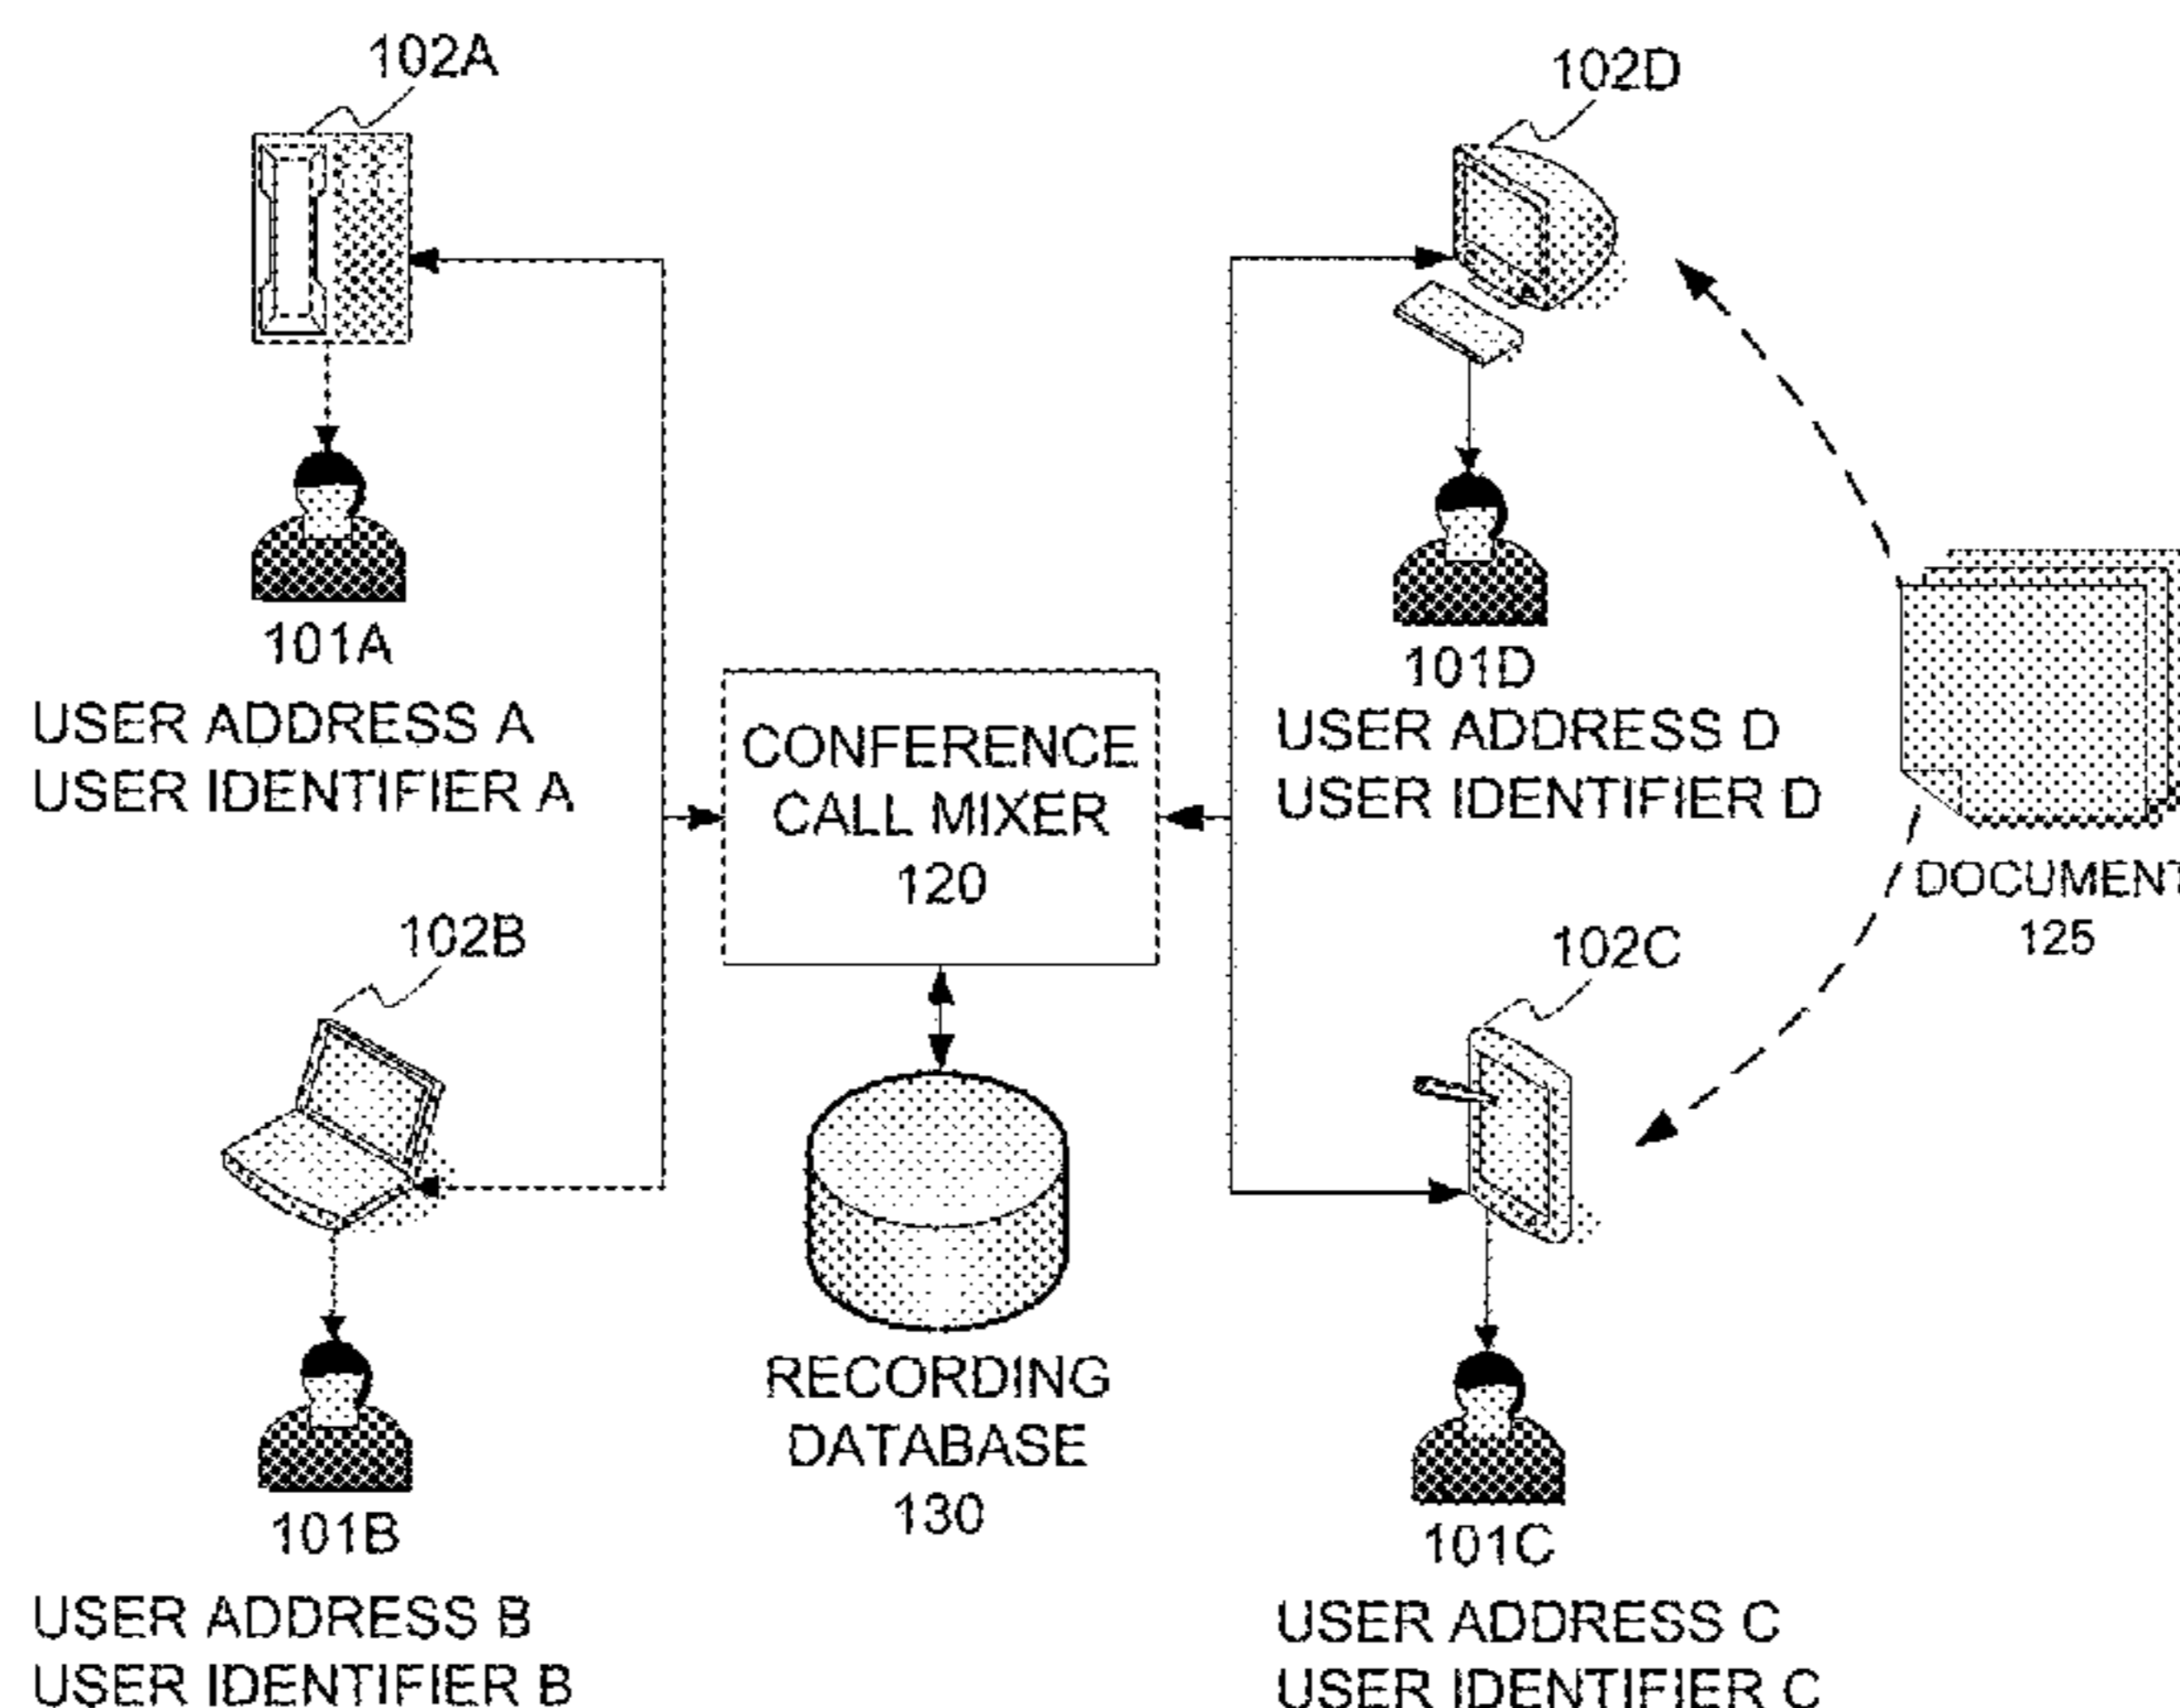 102A
102D
101A
USER ADDRESS A
USER IDENTIFIER A
101D
USER ADDRESS D
USER IDENTIFIER D
CONFERENCE
CALL MIXER
120
DOCUMENT
125
102B
102C
RECORDING
DATABASE
130
101B
USER ADDRESS B
USER IDENTIFIER B
101C
USER ADDRESS C
USER IDENTIFIER C